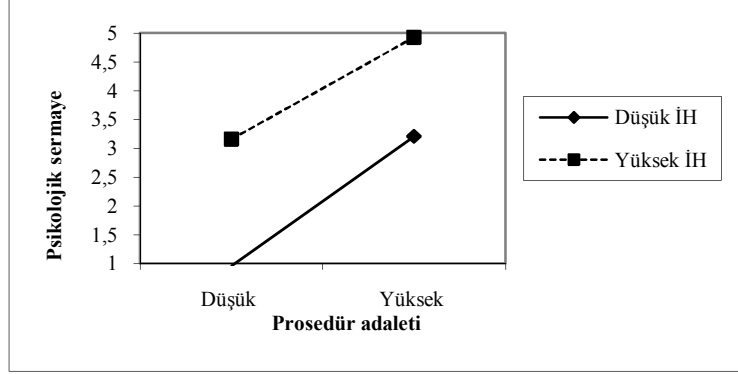 5
4,5
4
3,5
3
2,5
2
1,5
1
Psikolojik sermaye
Düşük Yüksek
Prosedür adaleti
Düşük İH
Yüksek İH